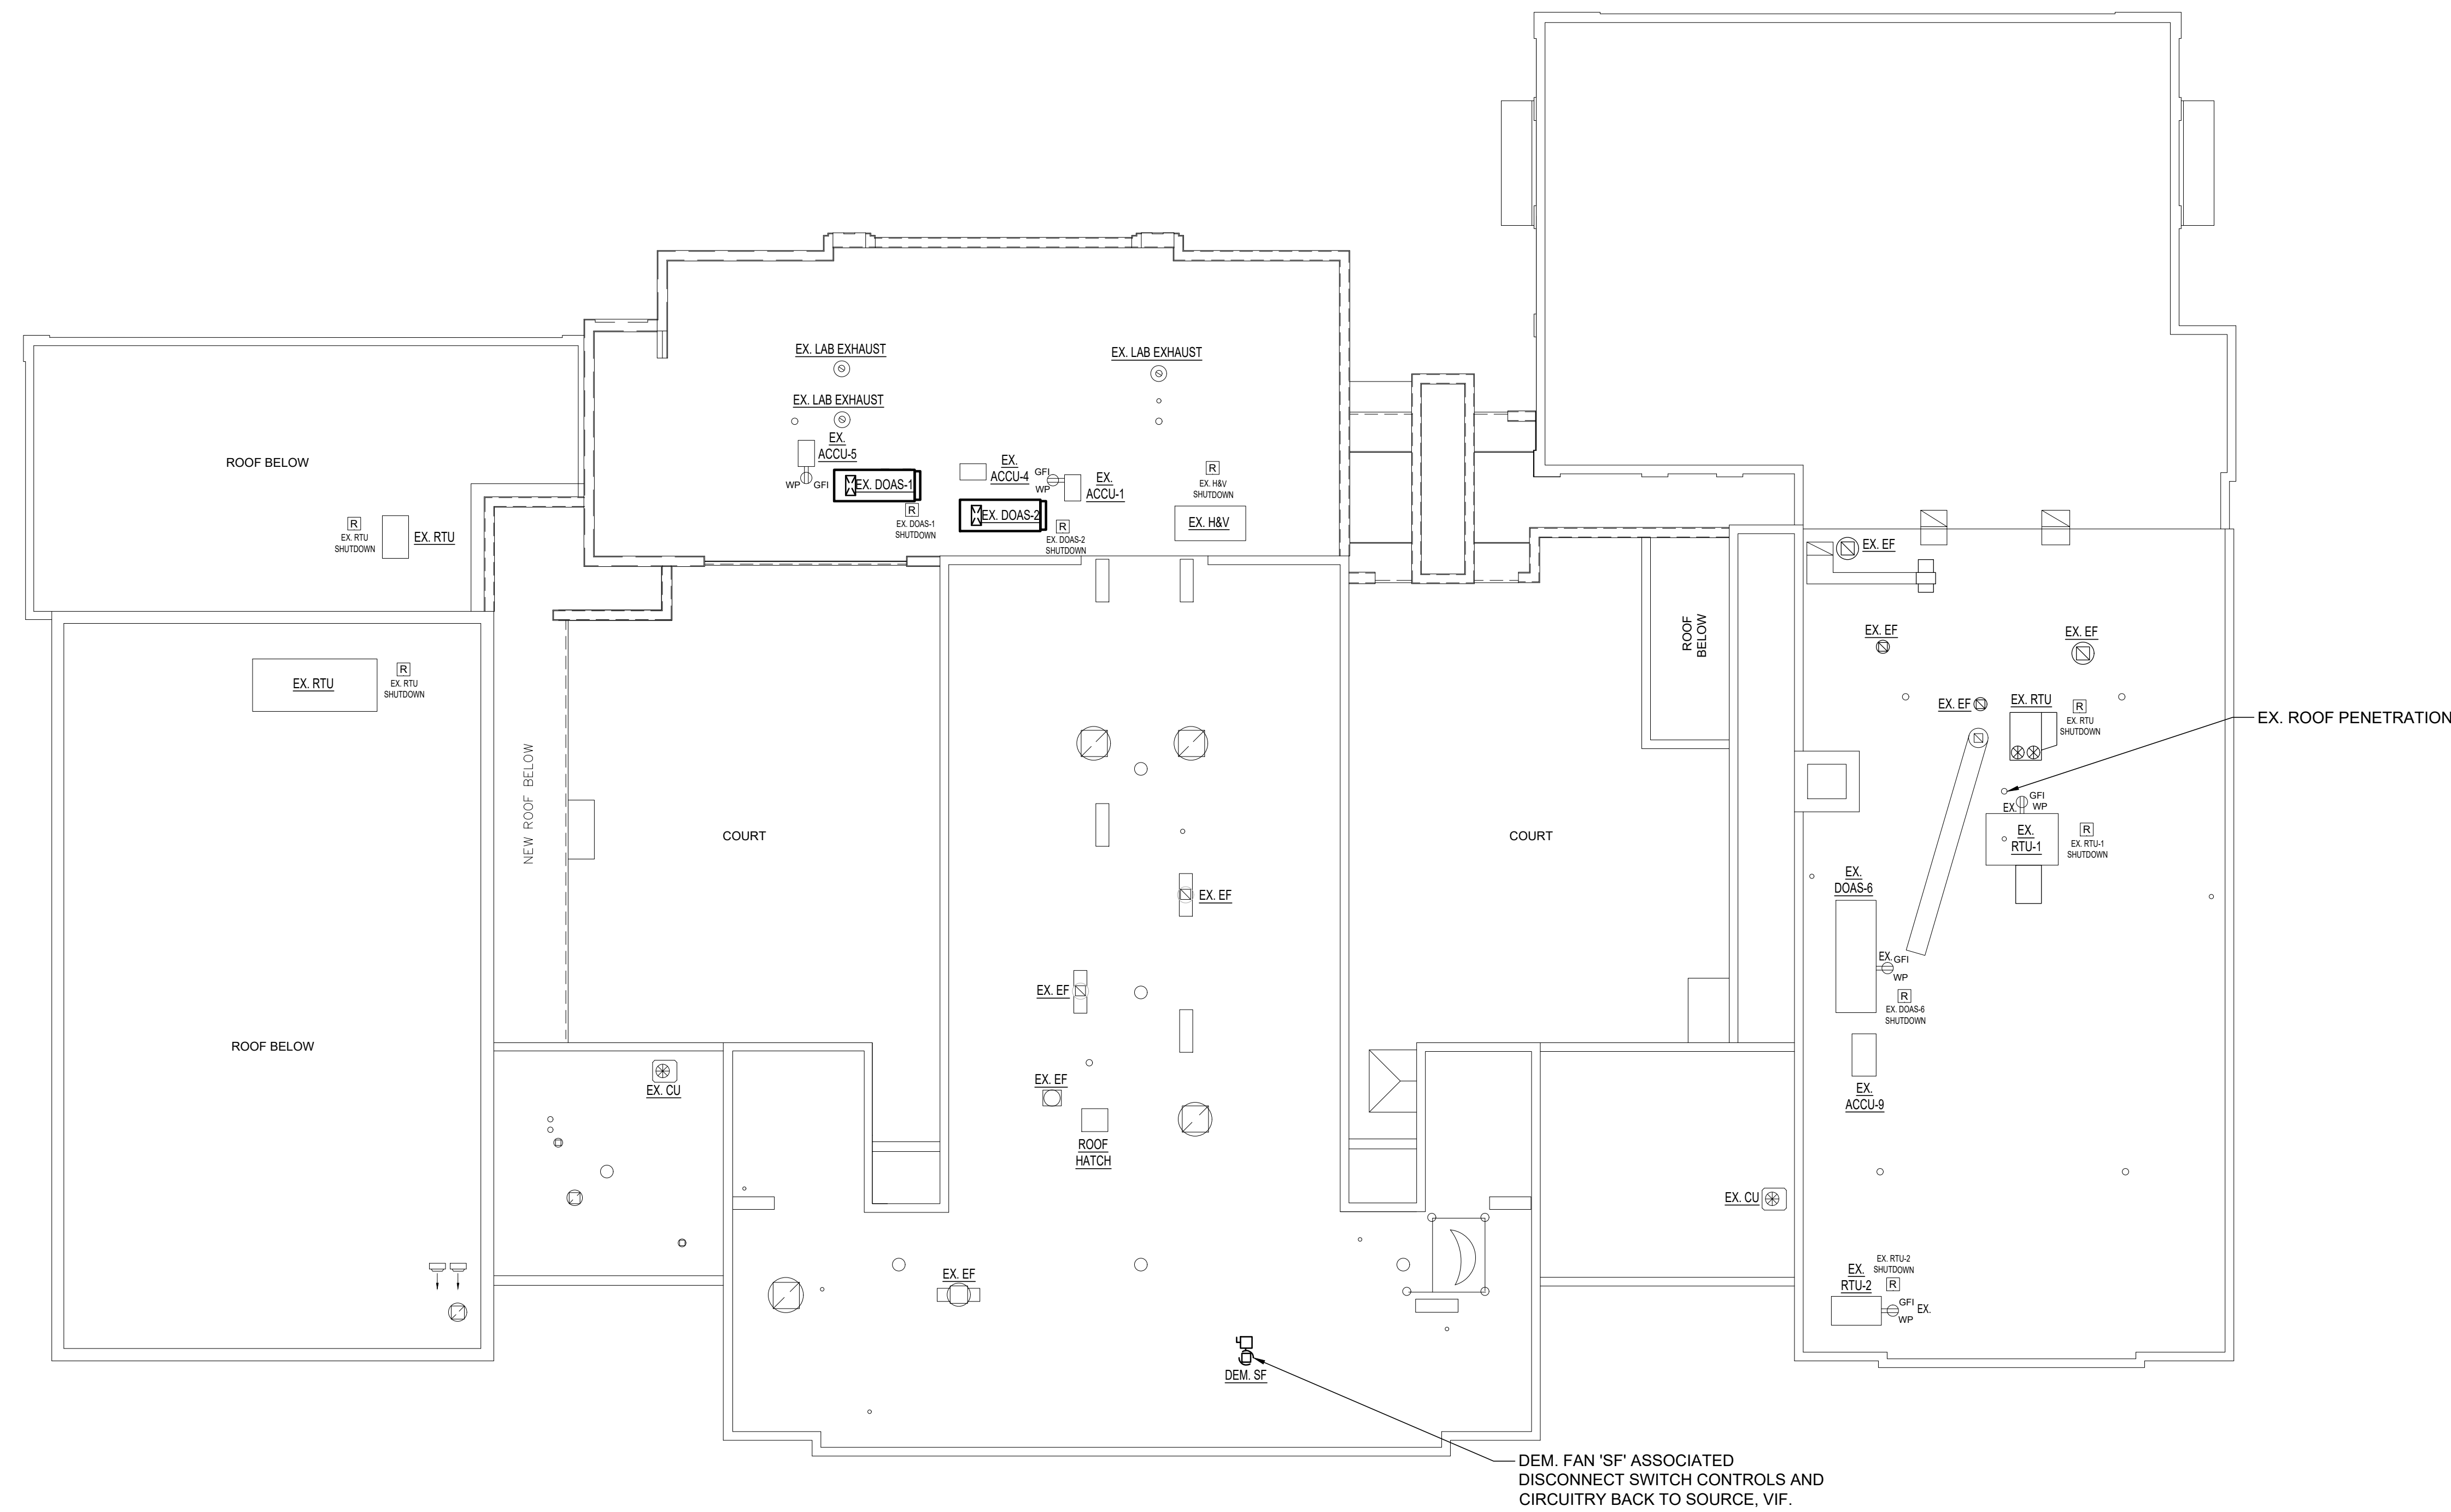 EX. LAB EXHAUST
EX. LAB EXHAUST
EX. LAB EXHAUST
EX.
ACCU-5
WP
GFI
EX. DOAS-1
R
EX. DOAS-1
SHUTDOWN
EX.
ACCU-4
GFI
WP
EX.
ACCU-1
EX. DOAS-2
R
EX. DOAS-2
SHUTDOWN
R
EX. H&V
SHUTDOWN
EX. H&V
ROOF BELOW
R
EX. RTU
SHUTDOWN
EX. RTU
EX. RTU
R
EX. RTU
SHUTDOWN
NEW ROOF BELOW
COURT
COURT
ROOF
BELOW
EX. EF
EX. EF
EX. EF
EX. EF
EX. RTU
R
EX. RTU
SHUTDOWN
EX. ROOF PENETRATION
EX.
GFI
WP
EX.
RTU-1
R
EX. RTU-1
SHUTDOWN
EX.
DOAS-6
EX.
GFI
WP
R
EX. DOAS-6
SHUTDOWN
EX.
ACCU-9
EX. EF
EX. EF
EX. EF
ROOF
HATCH
ROOF BELOW
EX. CU
EX. CU
EX. EF
EX. RTU-2
SHUTDOWN
R
EX.
RTU-2
GFI
WP
EX.
DEM. SF
DEM. FAN 'SF' ASSOCIATED
DISCONNECT SWITCH CONTROLS AND
CIRCUITRY BACK TO SOURCE, VIF.